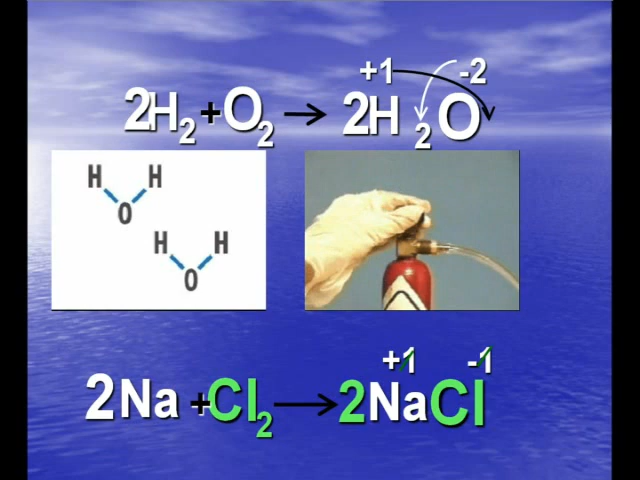 +1 -2
2H2 + O2 → 2H2O
H H
O
H H
O
+1 -1
2Na + Cl2 → 2NaCl